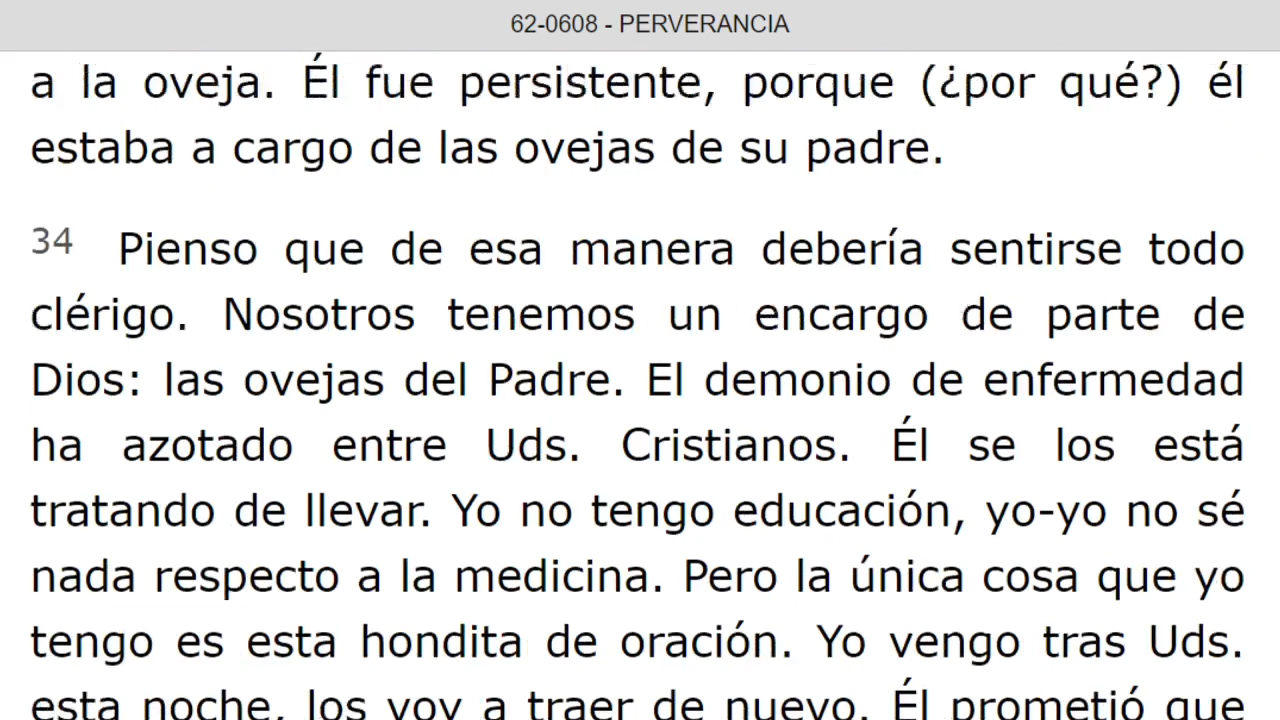 62-0608 - PERVERANCIA
a la oveja. Él fue persistente, porque (¿por qué?) él
estaba a cargo de las ovejas de su padre.
34 Pienso que de esa manera debería sentirse todo
clérigo. Nosotros tenemos un encargo de parte de
Dios: las ovejas del Padre. El demonio de enfermedad
ha azotado entre Uds. Cristianos. Él se los está
tratando de llevar. Yo no tengo educación, yo-yo no sé
nada respecto a la medicina. Pero la única cosa que yo
tengo es esta hondita de oración. Yo vengo tras Uds.
esta noche, los voy a traer de nuevo. Él prometió que